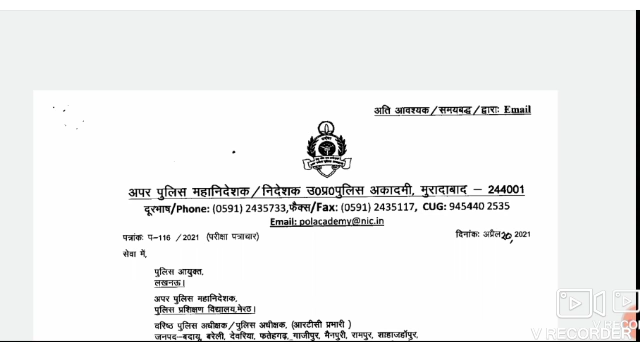 अति आवश्यक/समयबद्ध/द्वाराः Email
अपर पुलिस महानिदेशक/निदेशक उ0प्र0पुलिस अकादमी, मुरादाबाद – 244001
दूरभाष/Phone: (0591) 2435733,फैक्स/Fax: (0591) 2435117, CUG: 945440 2535
Email: polacademy@nic.in
पत्रांकः प-116 /2021 (परीक्षा पत्राचार)
दिनांकः अप्रैल 20, 2021
सेवा में,
पुलिस आयुक्त,
लखनऊ।
अपर पुलिस महानिदेशक,
पुलिस प्रशिक्षण विद्यालय,मेरठ।
वरिष्ठ पुलिस अधीक्षक/पुलिस अधीक्षक, (आरटीसी प्रभारी )
जनपद–बदायू, बरेली, देवरिया, फतेहगढ़, गाजीपुर, मैनपुरी, रामपुर, शाहाजहाँपुर,
V RECORDER